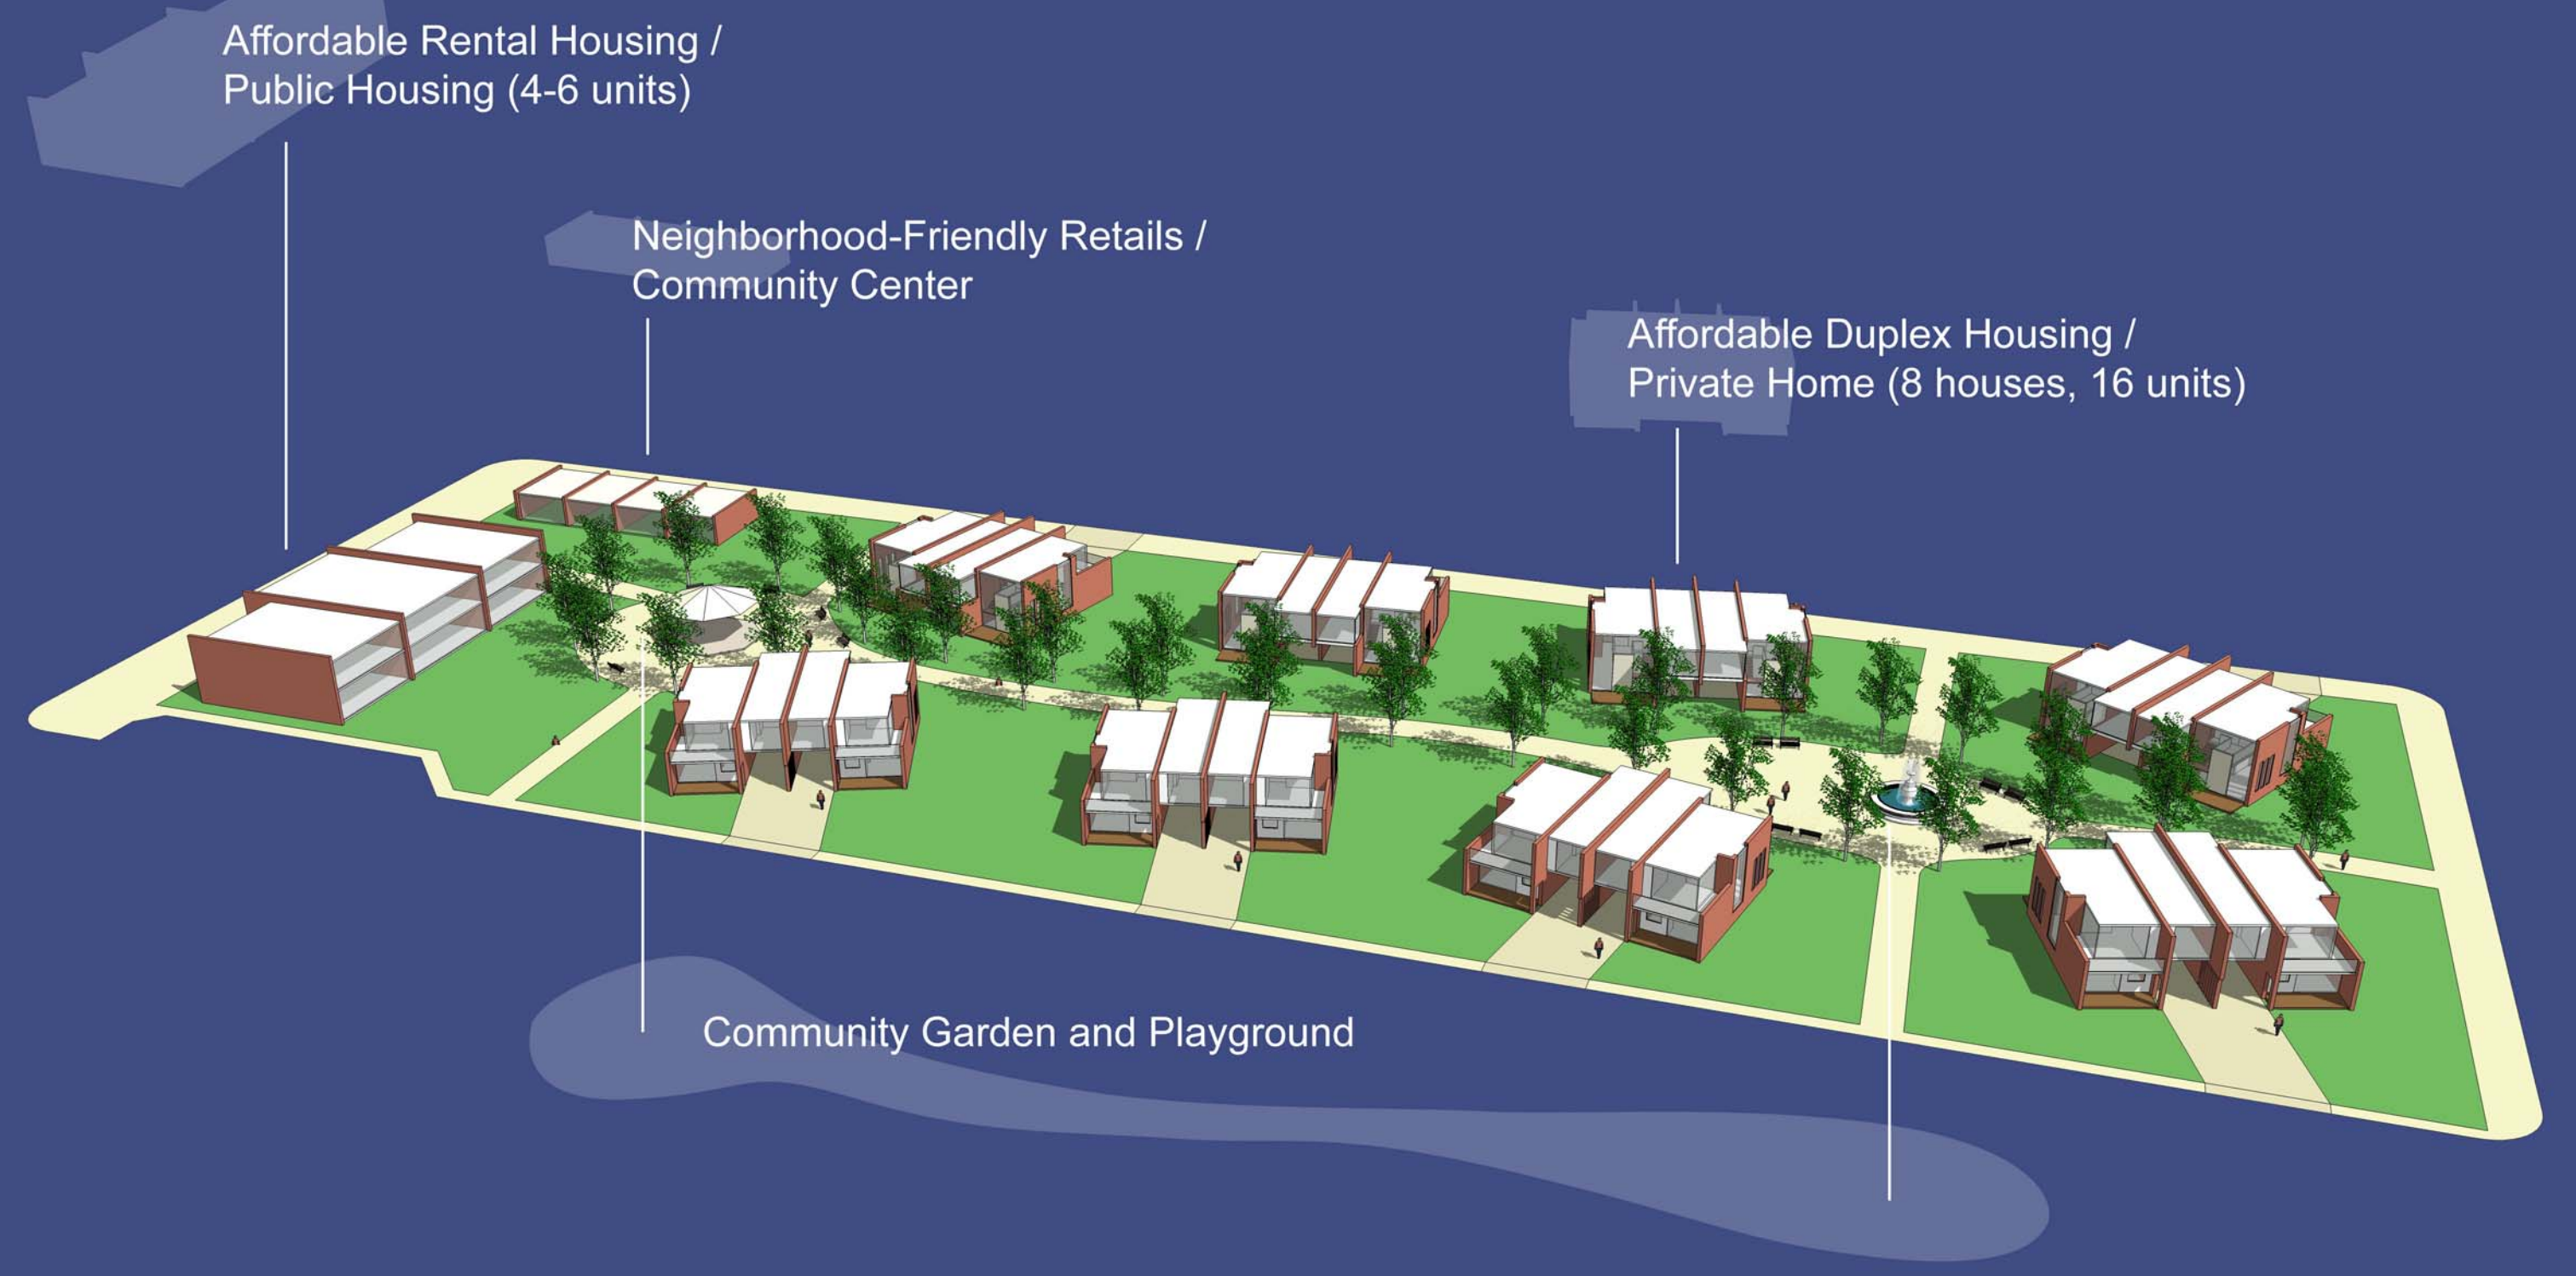 Affordable Rental Housing /
Public Housing (4-6 units)
Neighborhood-Friendly Retails /
Community Center
Affordable Duplex Housing /
Private Home (8 houses, 16 units)
Community Garden and Playground